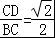 CD/BC = √2/2